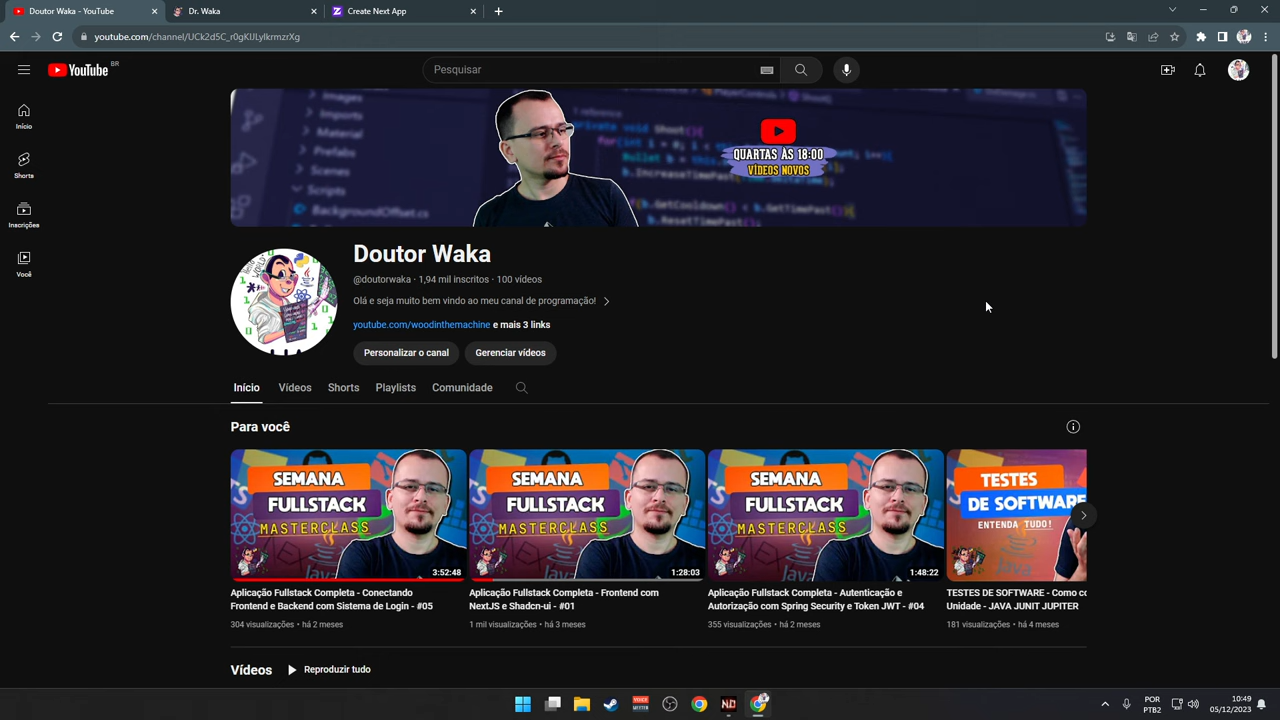 Doutor Waka - YouTube
Dr. Waka
Create Next App
youtube.com/channel/
YouTube BR
Pesquisar
Images
Imports
Material
Prefabs
Scenes
Scripts
BackgroundOffset.cs
QUARTAS ÀS 18:00
VÍDEOS NOVOS
Início
Shorts
Inscrições
Você
Doutor Waka
@doutorwaka · 1,94 mil inscritos · 100 vídeos
Olá e seja muito bem vindo ao meu canal de programação!
youtube.com/woodinthemachine e mais 3 links
Personalizar o canal
Gerenciar vídeos
Início
Vídeos
Shorts
Playlists
Comunidade
Para você
SEMANA
FULLSTACK
MASTERCLASS
3:52:48
SEMANA
FULLSTACK
MASTERCLASS
1:28:03
SEMANA
FULLSTACK
MASTERCLASS
1:48:22
TESTES
DE SOFTWARE
ENTENDA TUDO!
Aplicação Fullstack Completa - Conectando
Frontend e Backend com Sistema de Login - #05
304 visualizações • há 2 meses
Aplicação Fullstack Completa - Frontend com
NextJS e Shadcn-ui - #01
1 mil visualizações • há 3 meses
Aplicação Fullstack Completa - Autenticação e
Autorização com Spring Security e Token JWT - #04
355 visualizações • há 2 meses
TESTES DE SOFTWARE - Como
Unidade - JAVA JUNIT JUPITER
181 visualizações • há 4 meses
Vídeos
Reproduzir tudo
POR
PTB2
10:49
05/12/2023